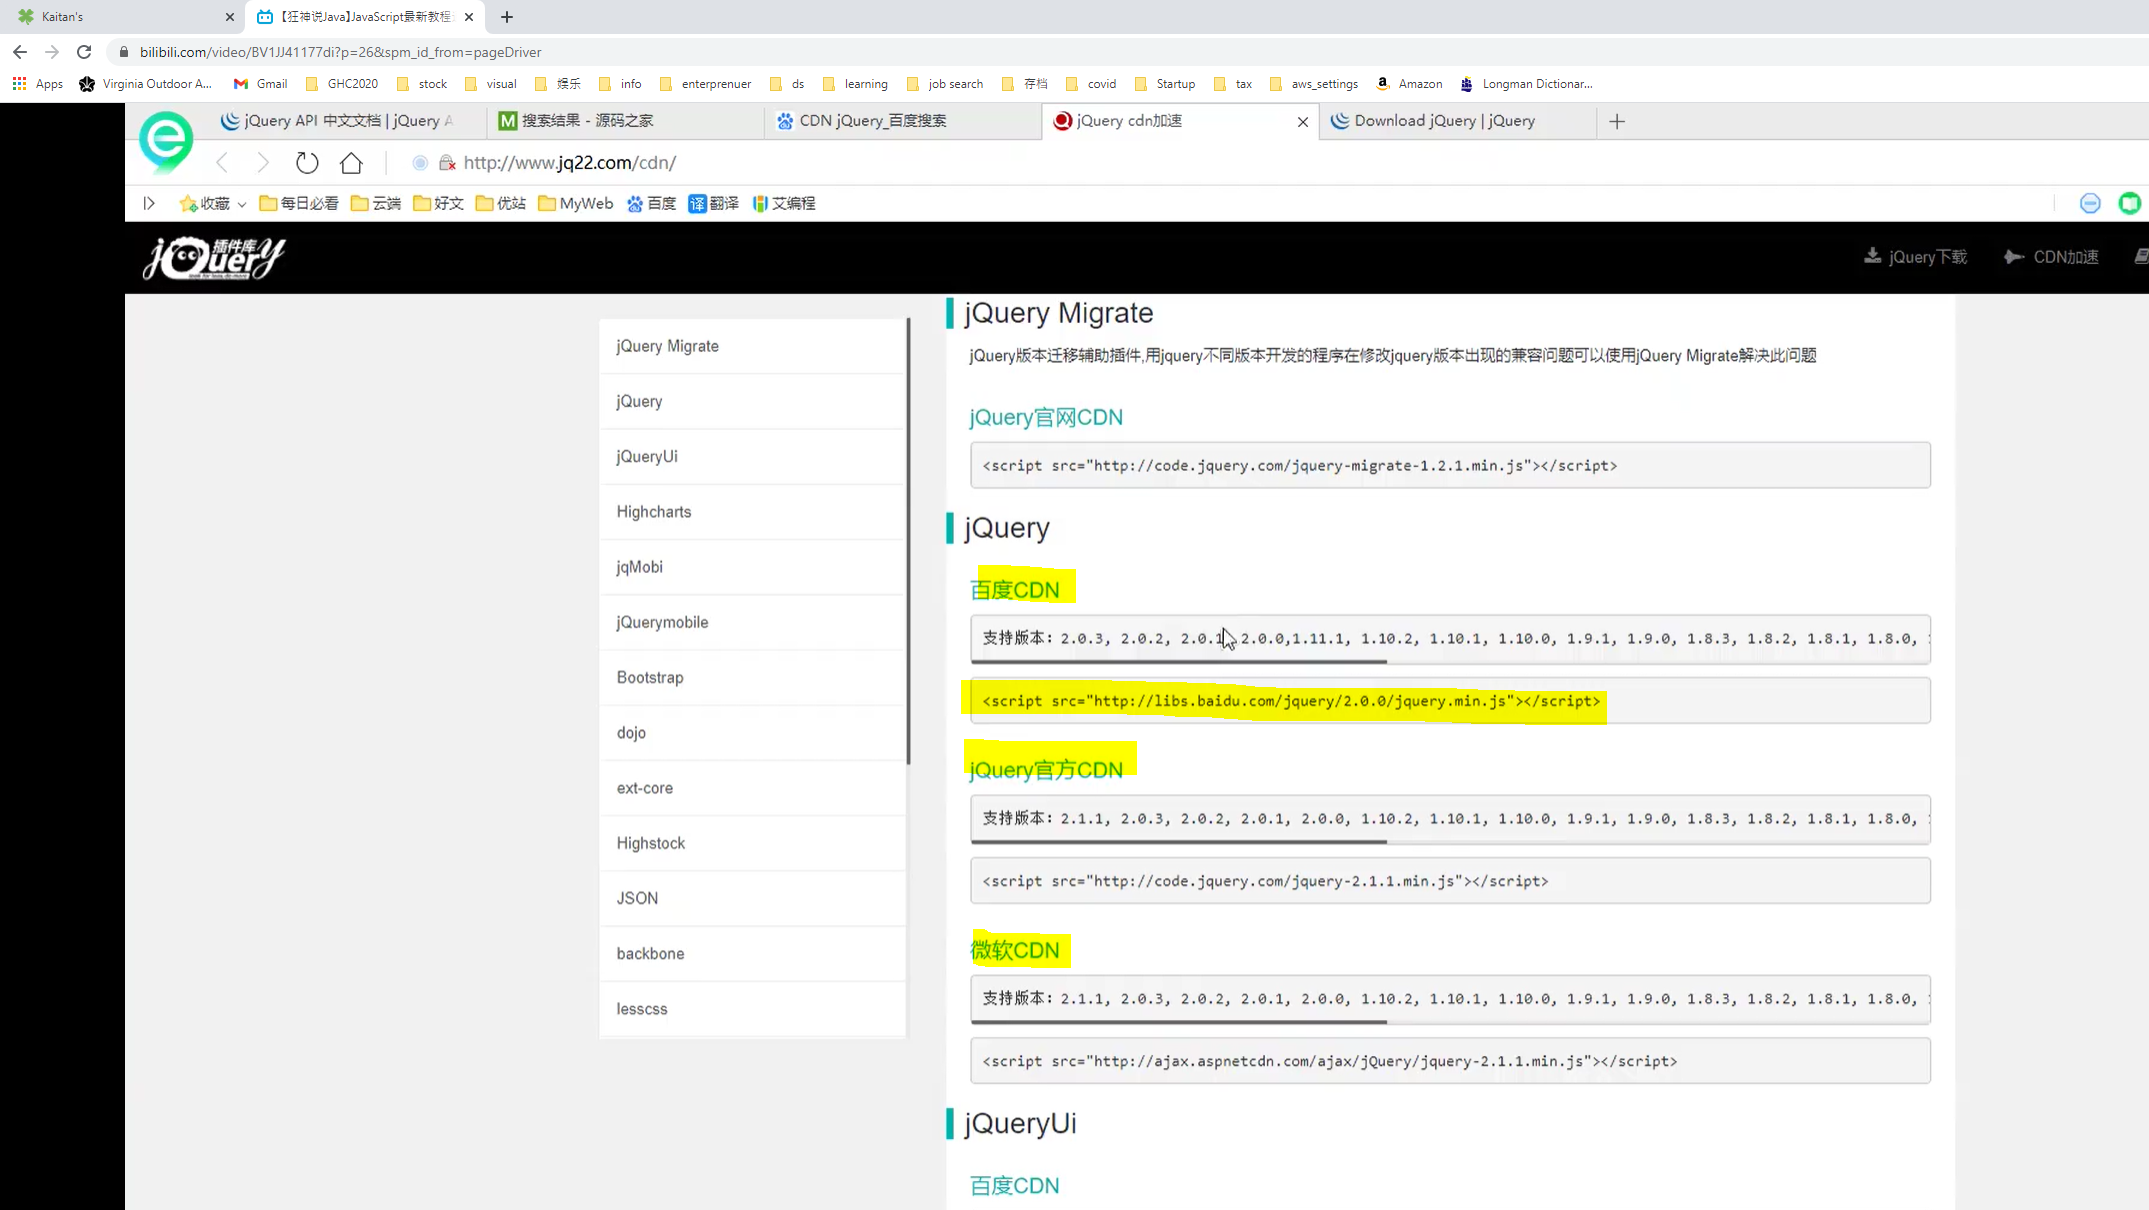 Kaitan's
【狂神说Java】JavaScript最新教程
bilibili.com/video/BV1JJ41177di?p=26&spm_id_from=pageDriver
Apps Virginia Outdoor A... Gmail GHC2020 stock visual 娱乐 info enterprenuer ds learning job search 存档 covid Startup tax aws_settings Amazon Longman Dictionar...
jQuery API 中文文档 | jQuery A 搜索结果 - 源码之家 CDN jQuery_百度搜索 jQuery cdn加速 Download jQuery | jQuery
http://www.jq22.com/cdn/
收藏 每日必看 云端 好文 优站 MyWeb 百度 翻译 艾编程
jQuery 插件库
jQuery下载 CDN加速
jQuery Migrate
jQuery
jQueryUi
Highcharts
jqMobi
jQuerymobile
Bootstrap
dojo
ext-core
Highstock
JSON
backbone
lesscss
jQuery Migrate
jQuery版本迁移辅助插件,用jquery不同版本开发的程序在修改jquery版本出现的兼容问题可以使用jQuery Migrate解决此问题
jQuery官网CDN
<script src="http://code.jquery.com/jquery-migrate-1.2.1.min.js"></script>
jQuery
百度CDN
支持版本: 2.0.3, 2.0.2, 2.0.1, 2.0.0,1.11.1, 1.10.2, 1.10.1, 1.10.0, 1.9.1, 1.9.0, 1.8.3, 1.8.2, 1.8.1, 1.8.0,
<script src="http://libs.baidu.com/jquery/2.0.0/jquery.min.js"></script>
jQuery官方CDN
支持版本: 2.1.1, 2.0.3, 2.0.2, 2.0.1, 2.0.0, 1.10.2, 1.10.1, 1.10.0, 1.9.1, 1.9.0, 1.8.3, 1.8.2, 1.8.1, 1.8.0,
<script src="http://code.jquery.com/jquery-2.1.1.min.js"></script>
微软CDN
支持版本: 2.1.1, 2.0.3, 2.0.2, 2.0.1, 2.0.0, 1.10.2, 1.10.1, 1.10.0, 1.9.1, 1.9.0, 1.8.3, 1.8.2, 1.8.1, 1.8.0,
<script src="http://ajax.aspnetcdn.com/ajax/jQuery/jquery-2.1.1.min.js"></script>
jQueryUi
百度CDN